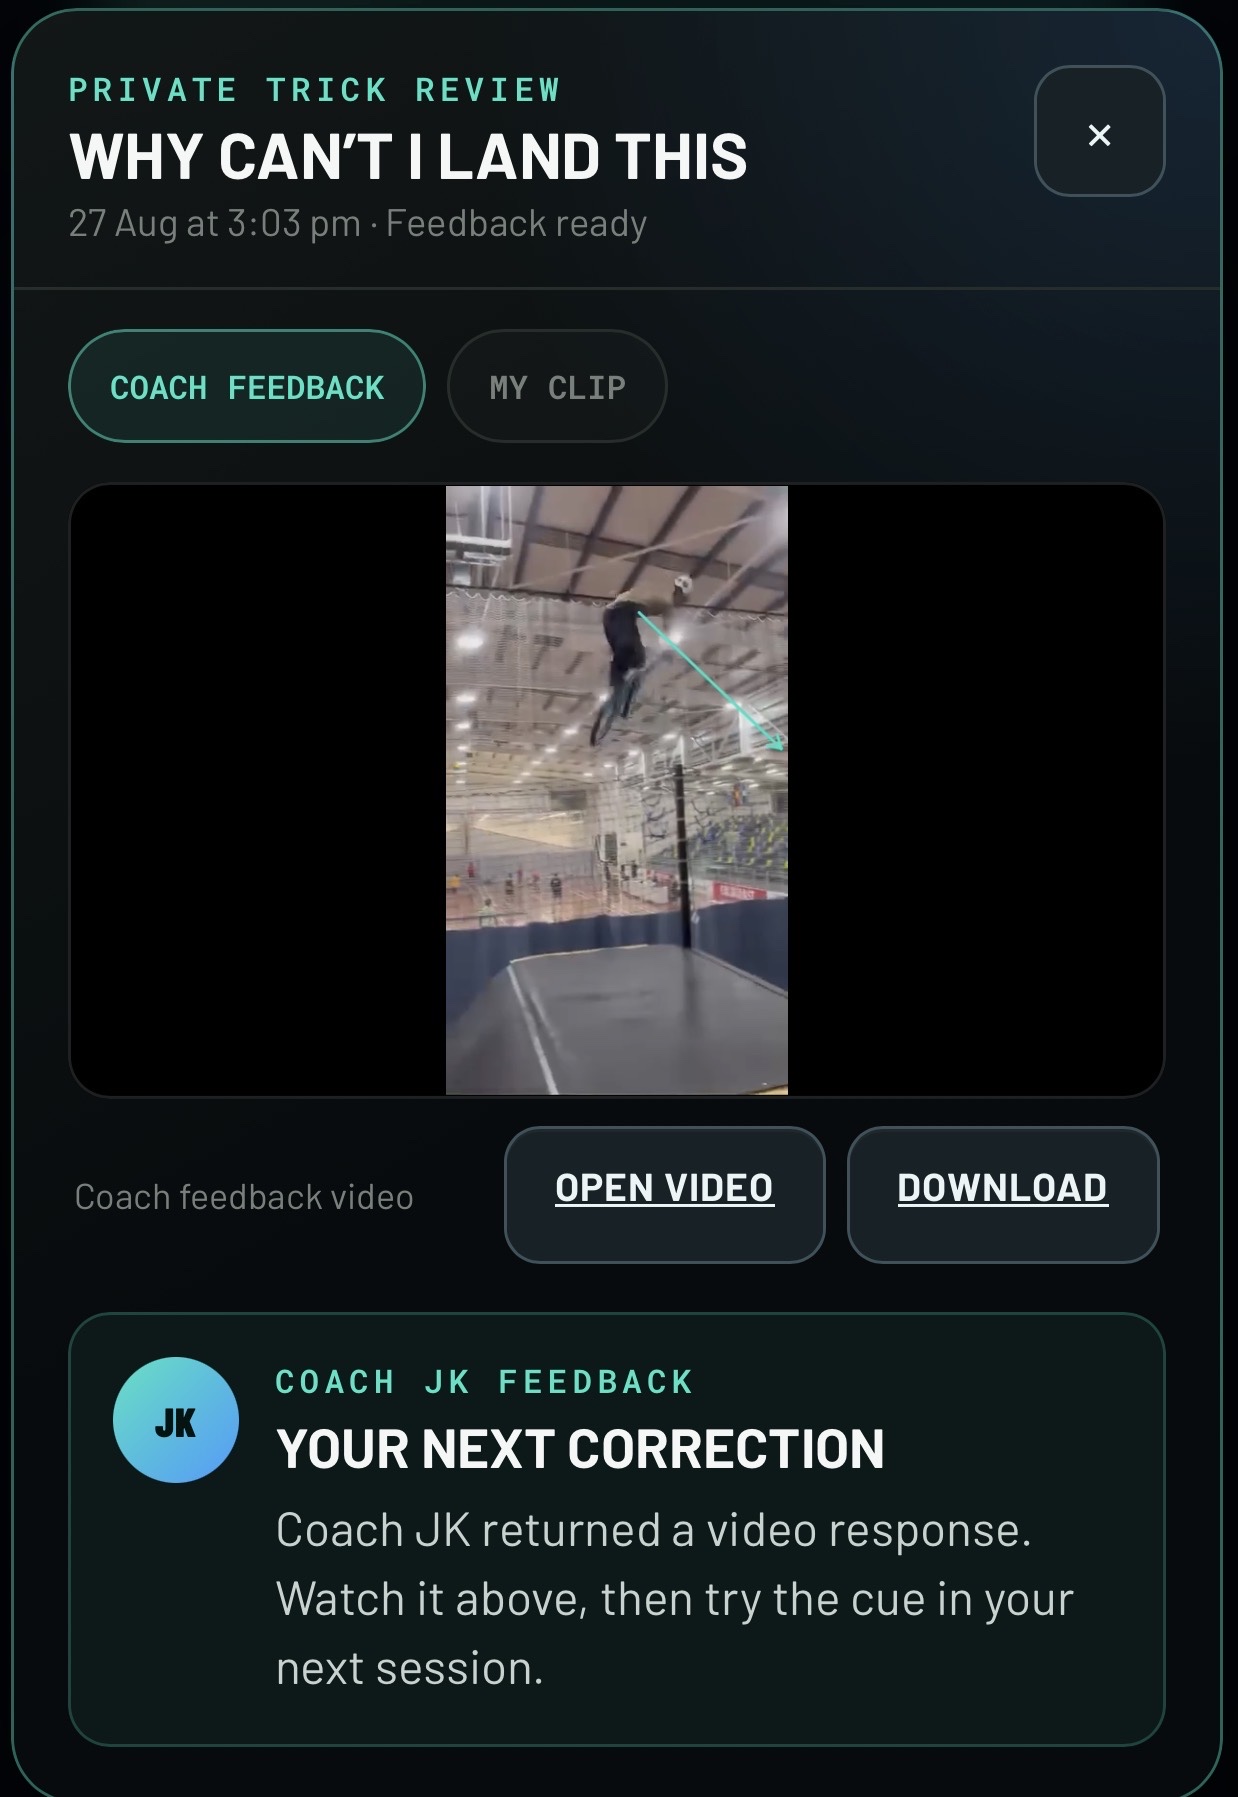 PRIVATE TRICK REVIEW
WHY CAN'T I LAND THIS
27 Aug at 3:03 pm · Feedback ready
×
COACH FEEDBACK
MY CLIP
Coach feedback video
OPEN VIDEO
DOWNLOAD
JK
COACH JK FEEDBACK
YOUR NEXT CORRECTION
Coach JK returned a video response.
Watch it above, then try the cue in your
next session.